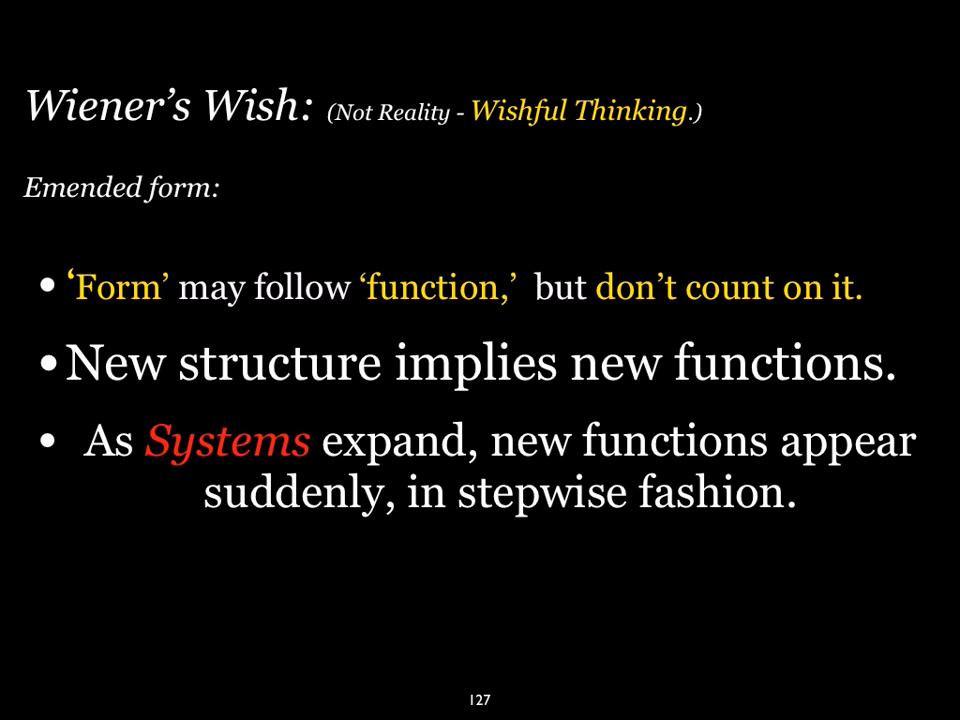 Wiener’s Wish: (Not Reality - Wishful Thinking.)
Emended form:
• ‘Form’ may follow ‘function,’ but don’t count on it.
• New structure implies new functions.
• As Systems expand, new functions appear
suddenly, in stepwise fashion.
127